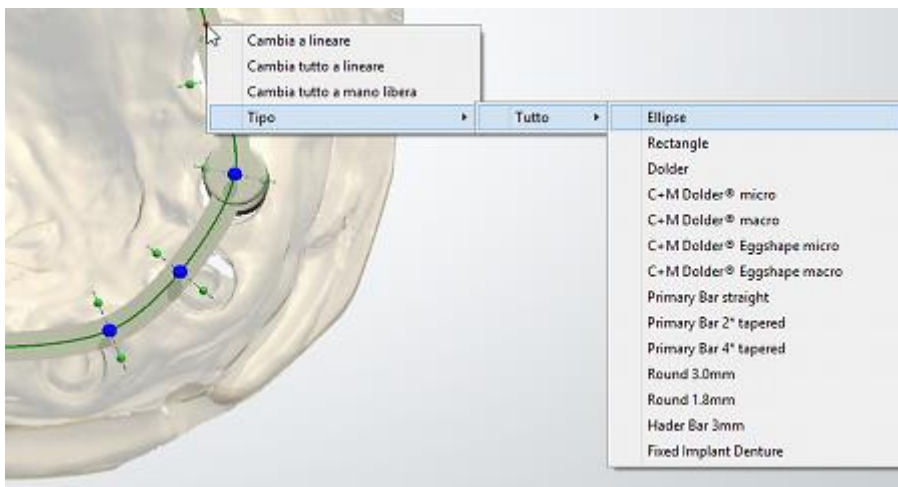 Cambia a lineare
Cambia tutto a lineare
Cambia tutto a mano libera
Tipo
Tutto
Ellipse
Rectangle
Dolder
C+M Dolder® micro
C+M Dolder® macro
C+M Dolder® Eggshape micro
C+M Dolder® Eggshape macro
Primary Bar straight
Primary Bar 2° tapered
Primary Bar 4° tapered
Round 3.0mm
Round 1.8mm
Hader Bar 3mm
Fixed Implant Denture